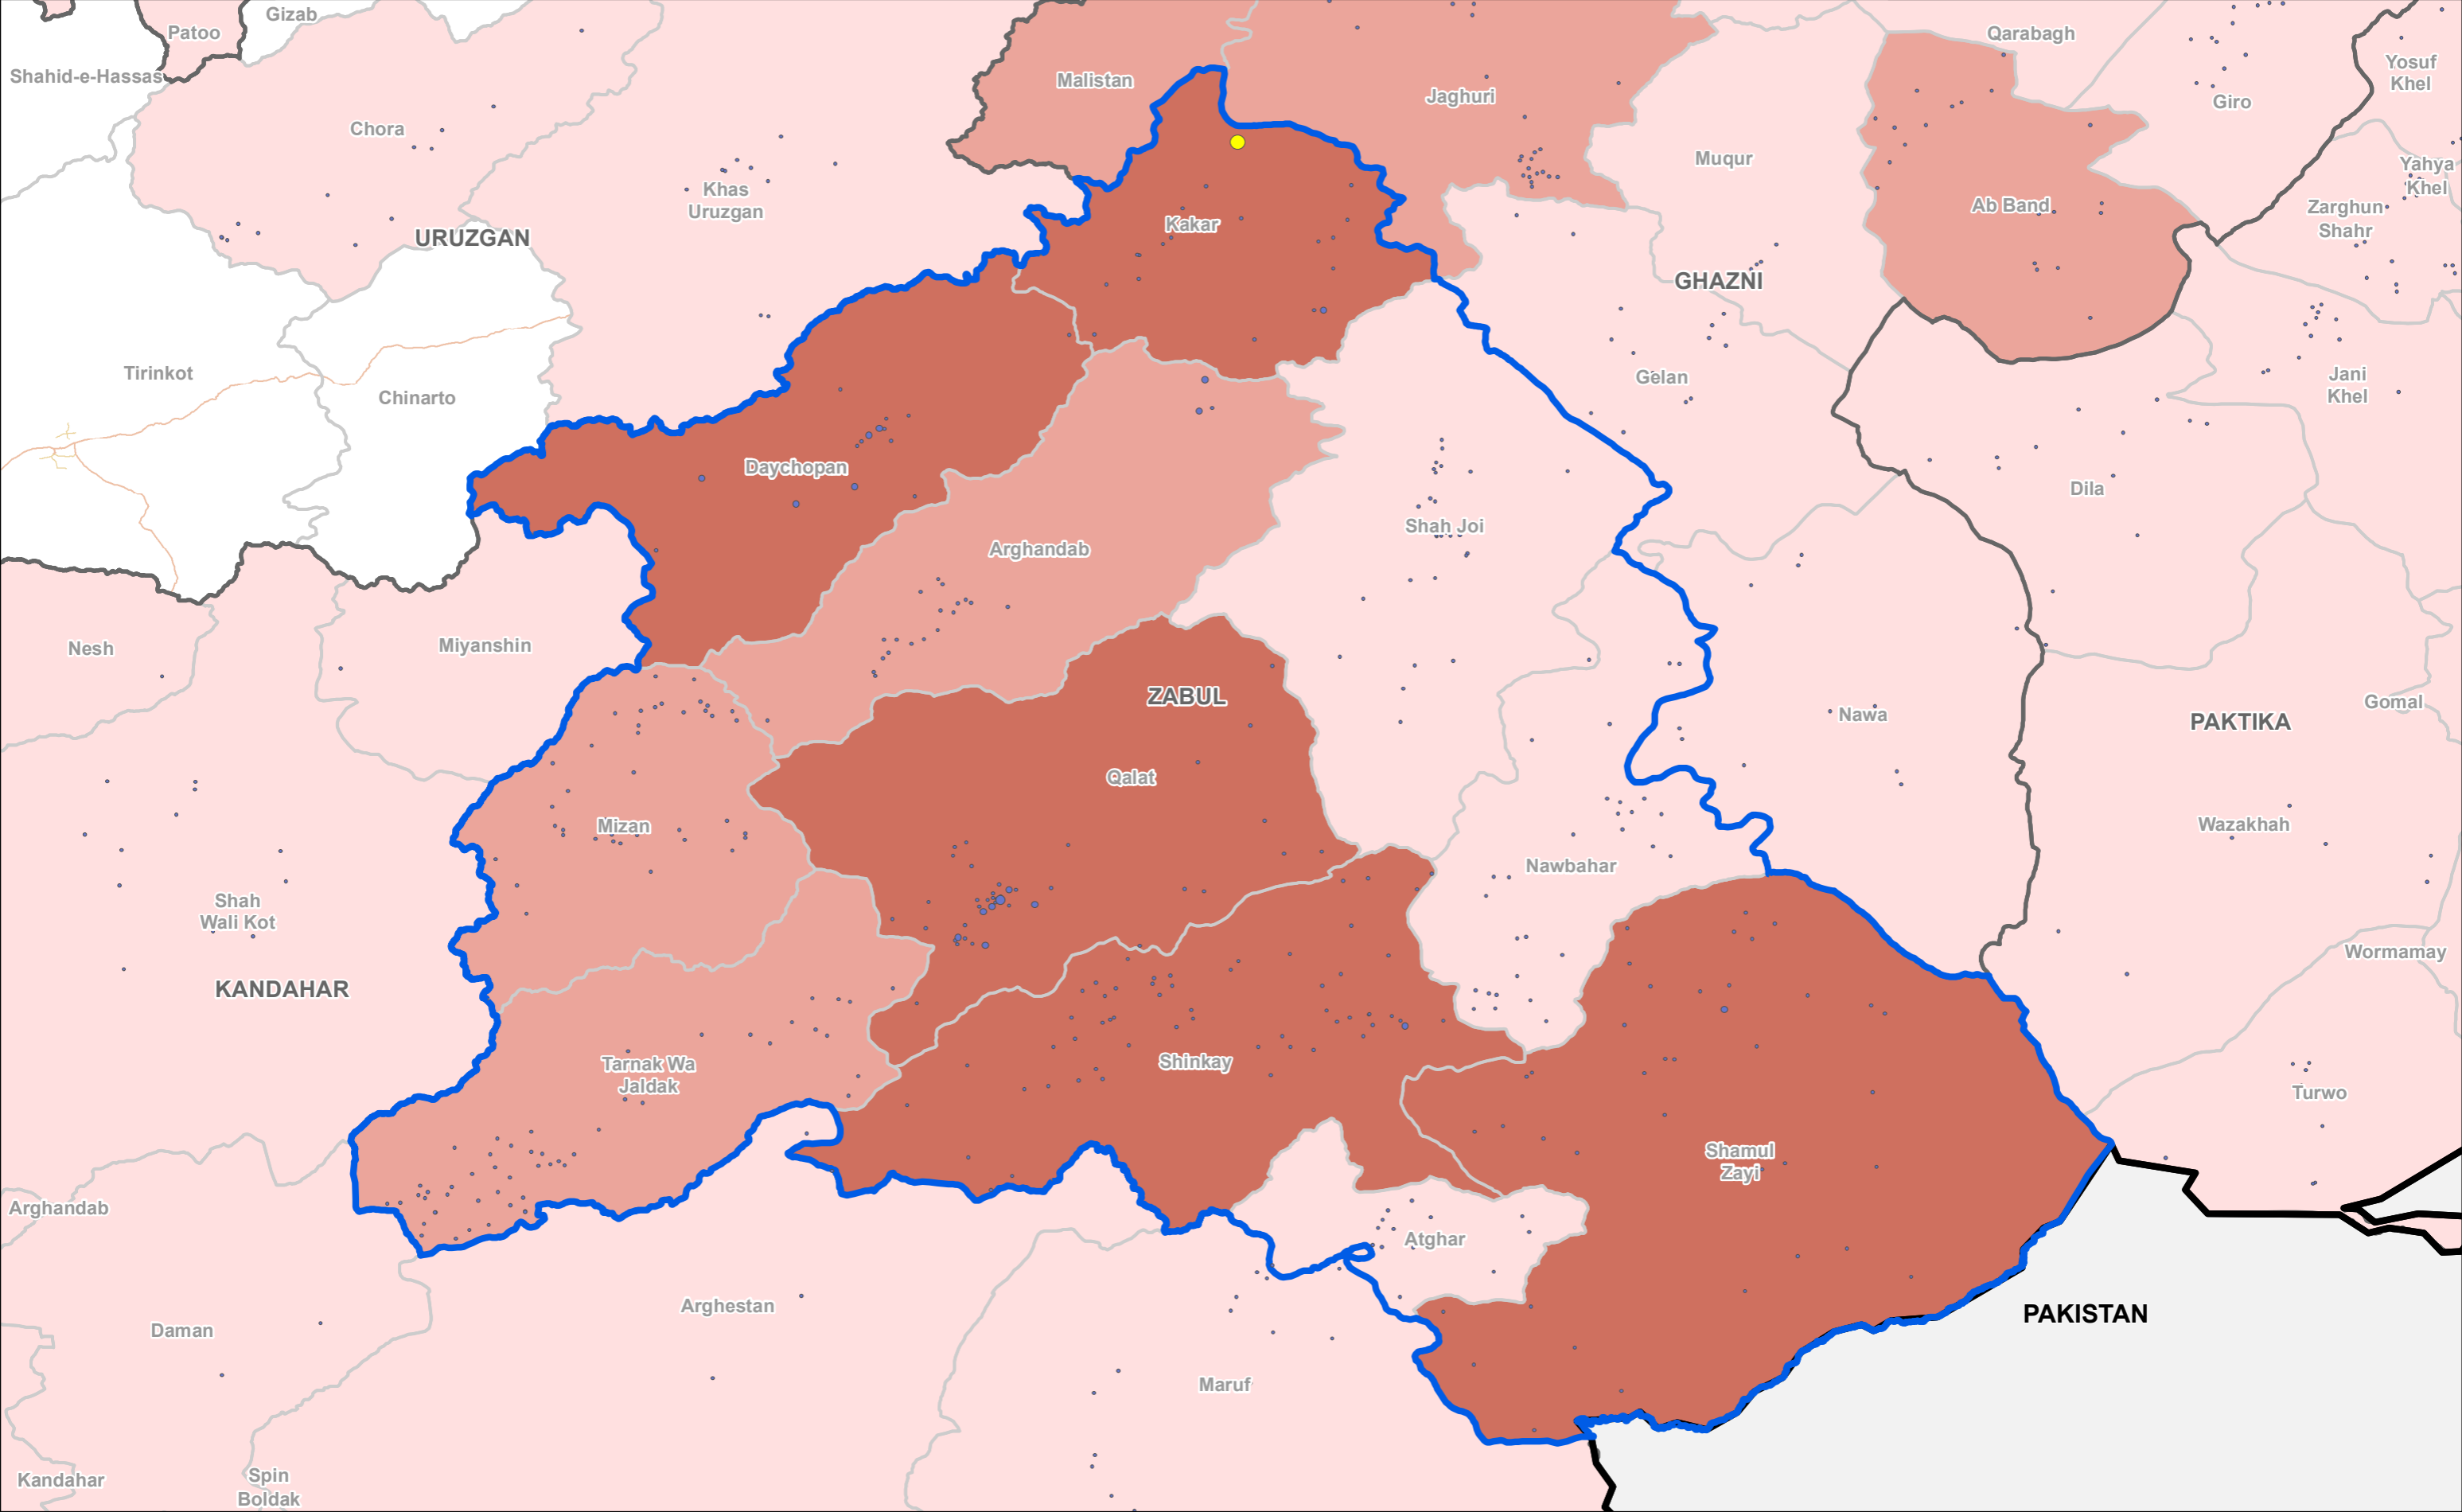 Gizab
Patoo
Qarabagh
Shahid-e-Hassas
Malistan
Yosuf
Khel
Jaghuri
Giro
Chora
Muqur
Yahya
Khel
Khas
Uruzgan
Kakar
Ab Band
Zarghun
Shahr
URUZGAN
GHAZNI
Tirinkot
Chinarto
Gelan
Jani
Khel
Daychopan
Dila
Shah Joi
Arghandab
Nesh
Miyanshin
ZABUL
Gomal
Nawa
PAKTIKA
Qalat
Mizan
Wazakhah
Nawbahar
Shah
Wali Kot
Wormamay
KANDAHAR
Tarnak Wa
Jaldak
Shinkay
Turwo
Shamul
Zayi
Arghandab
Atghar
Arghestan
PAKISTAN
Daman
Maruf
Kandahar
Spin
Boldak